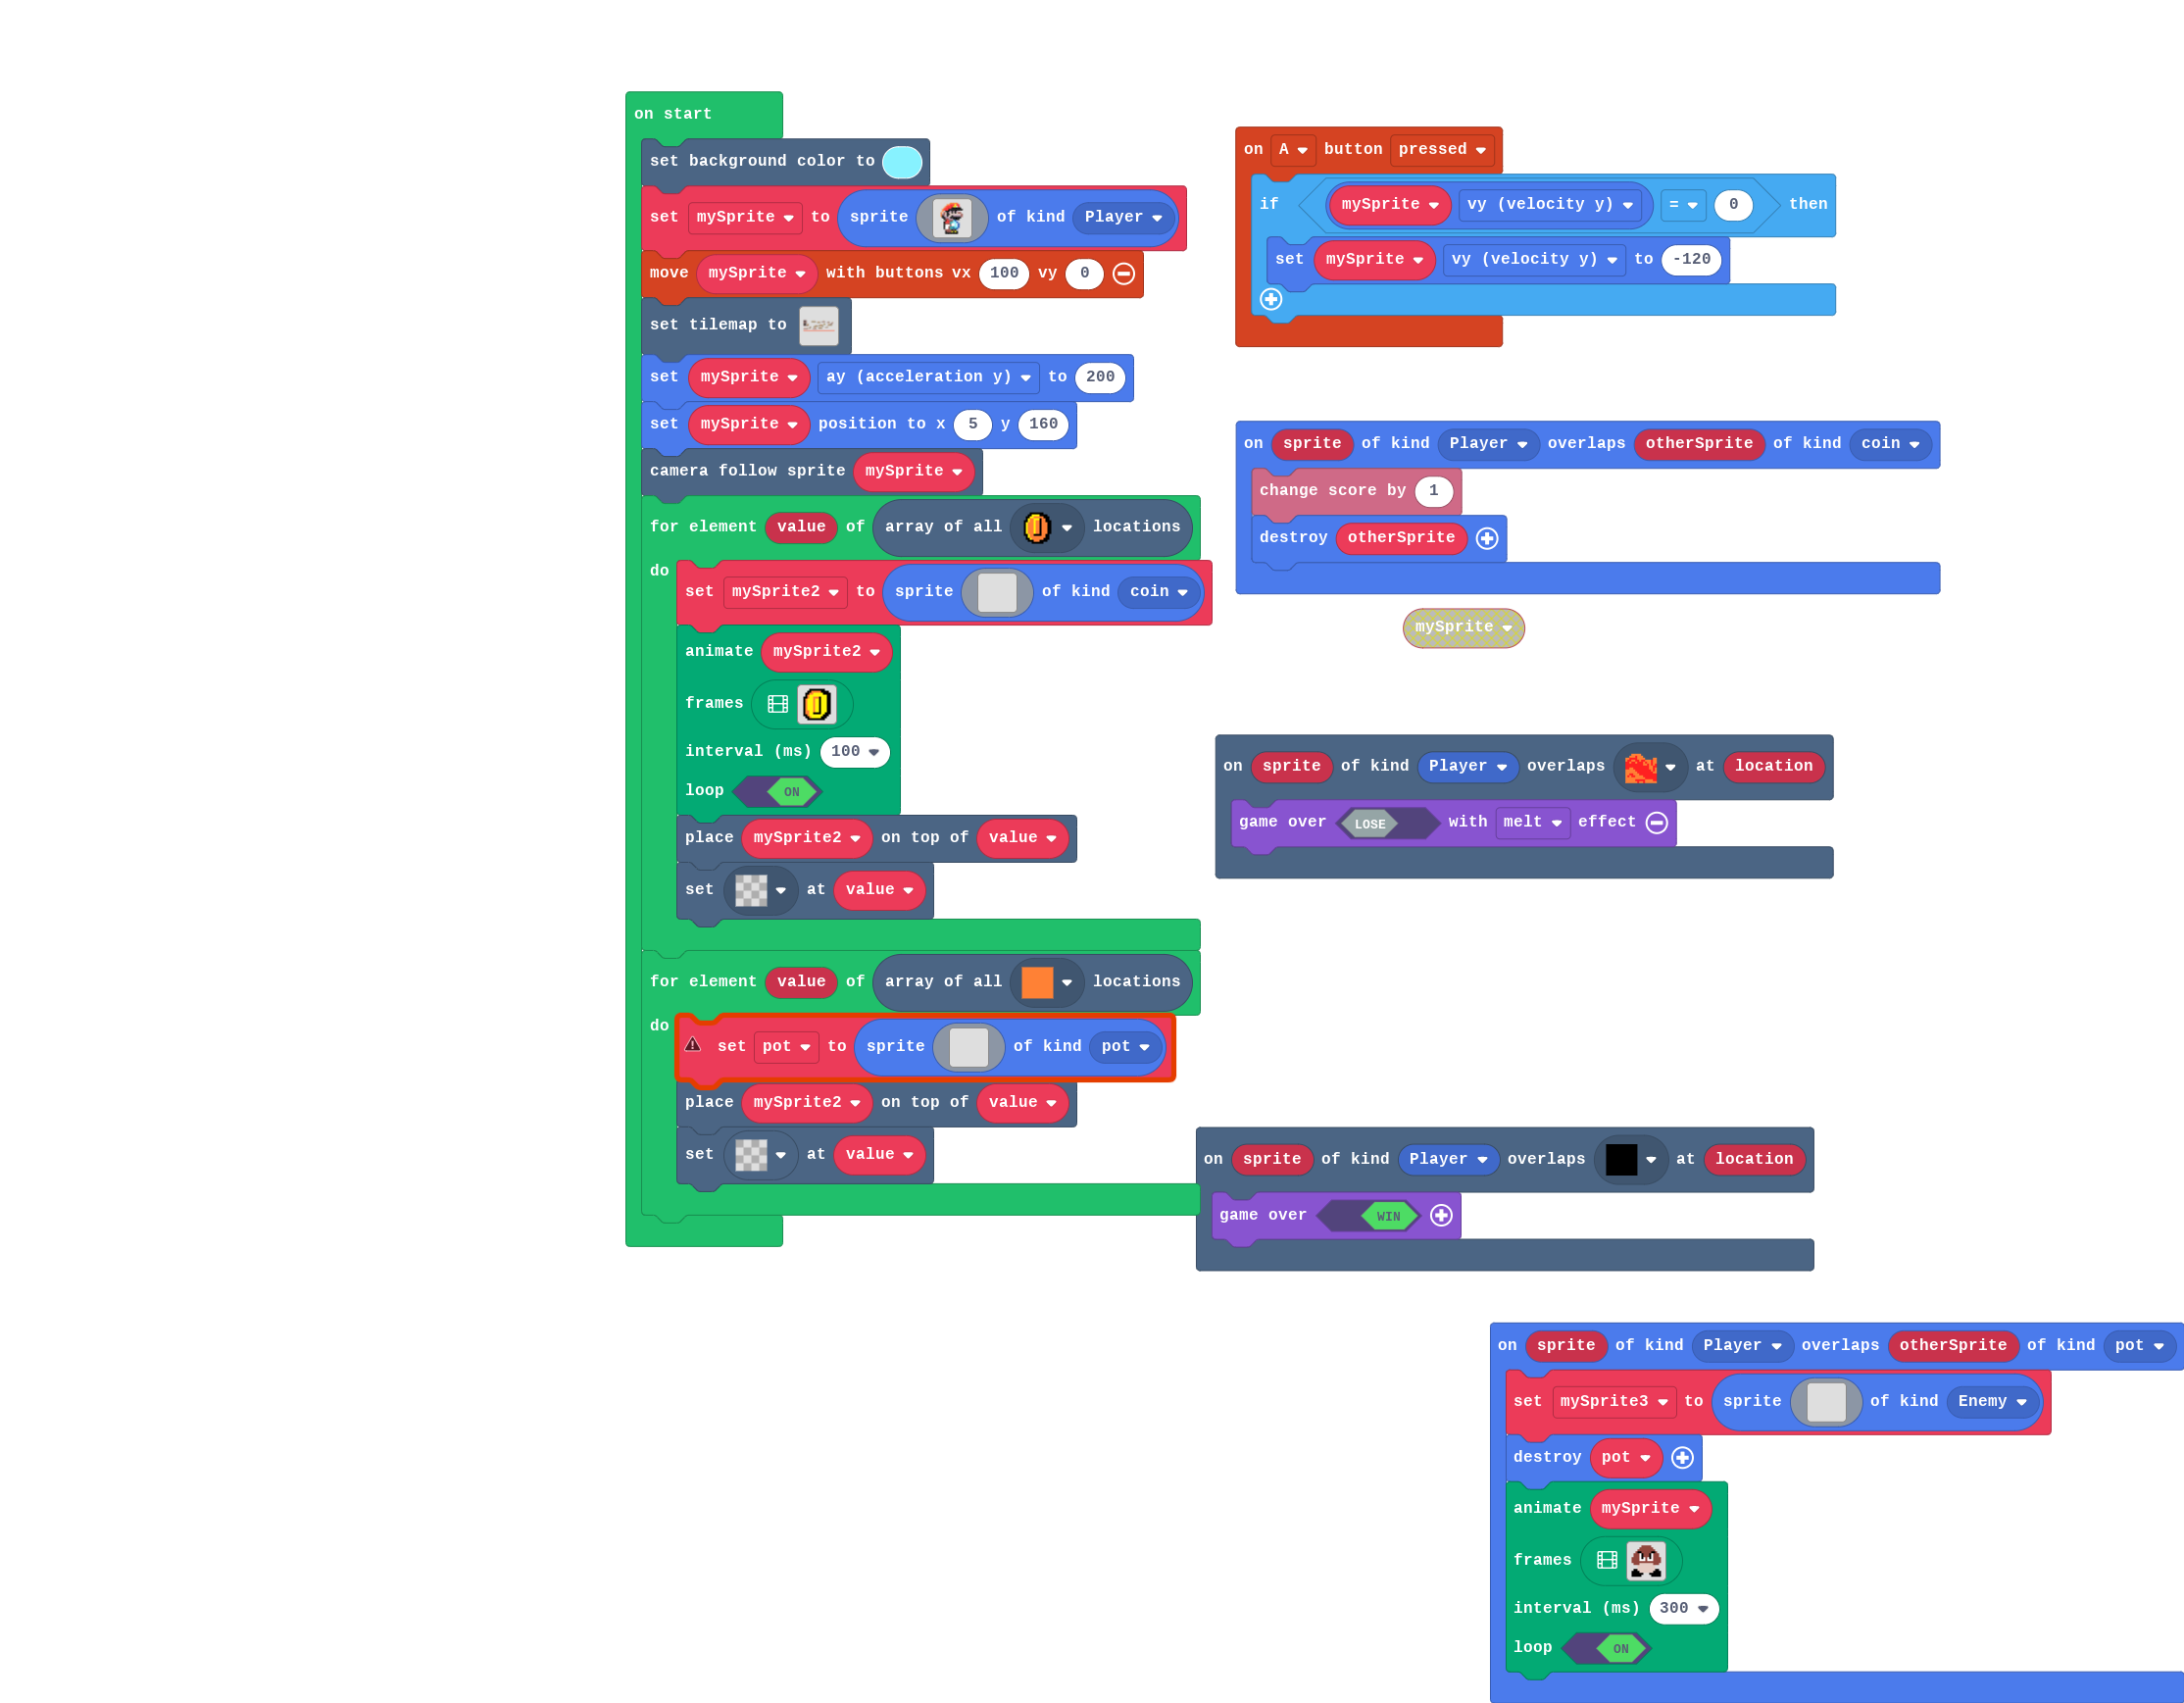 on start
set background color to
set mySprite to sprite of kind Player
move mySprite with buttons vx 100 vy 0
set tilemap to
set mySprite ay (acceleration y) to 200
set mySprite position to x 5 y 160
camera follow sprite mySprite
for element value of array of all locations
do
set mySprite2 to sprite of kind coin
animate mySprite2
frames
interval (ms) 100
loop ON
place mySprite2 on top of value
set at value
for element value of array of all locations
do
set pot to sprite of kind pot
place mySprite2 on top of value
set at value
on A button pressed
if mySprite vy (velocity y) = 0 then
set mySprite vy (velocity y) to -120
on sprite of kind Player overlaps otherSprite of kind coin
change score by 1
destroy otherSprite
mySprite
on sprite of kind Player overlaps at location
game over LOSE with melt effect
on sprite of kind Player overlaps at location
game over WIN
on sprite of kind Player overlaps otherSprite of kind pot
set mySprite3 to sprite of kind Enemy
destroy pot
animate mySprite
frames
interval (ms) 300
loop ON